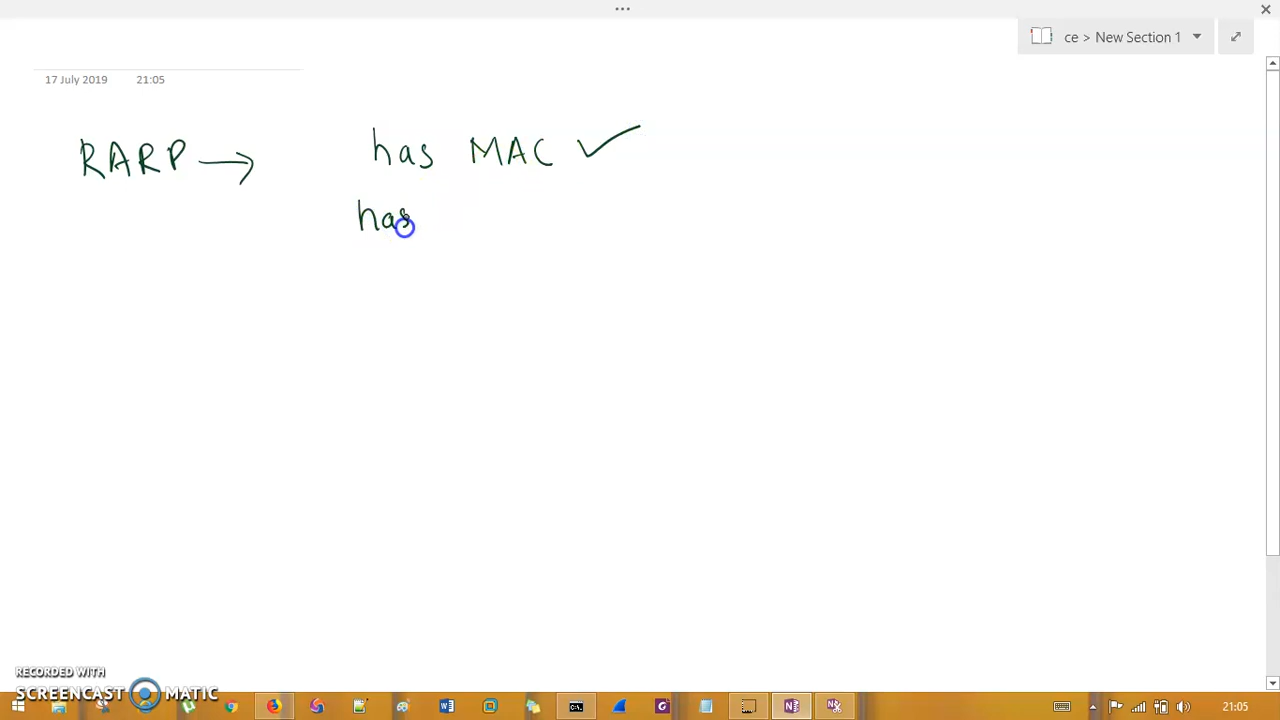 ce > New Section 1
17 July 2019 21:05
RARP → has MAC ✓
has
RECORDED WITH
SCREENCAST MATIC
21:05